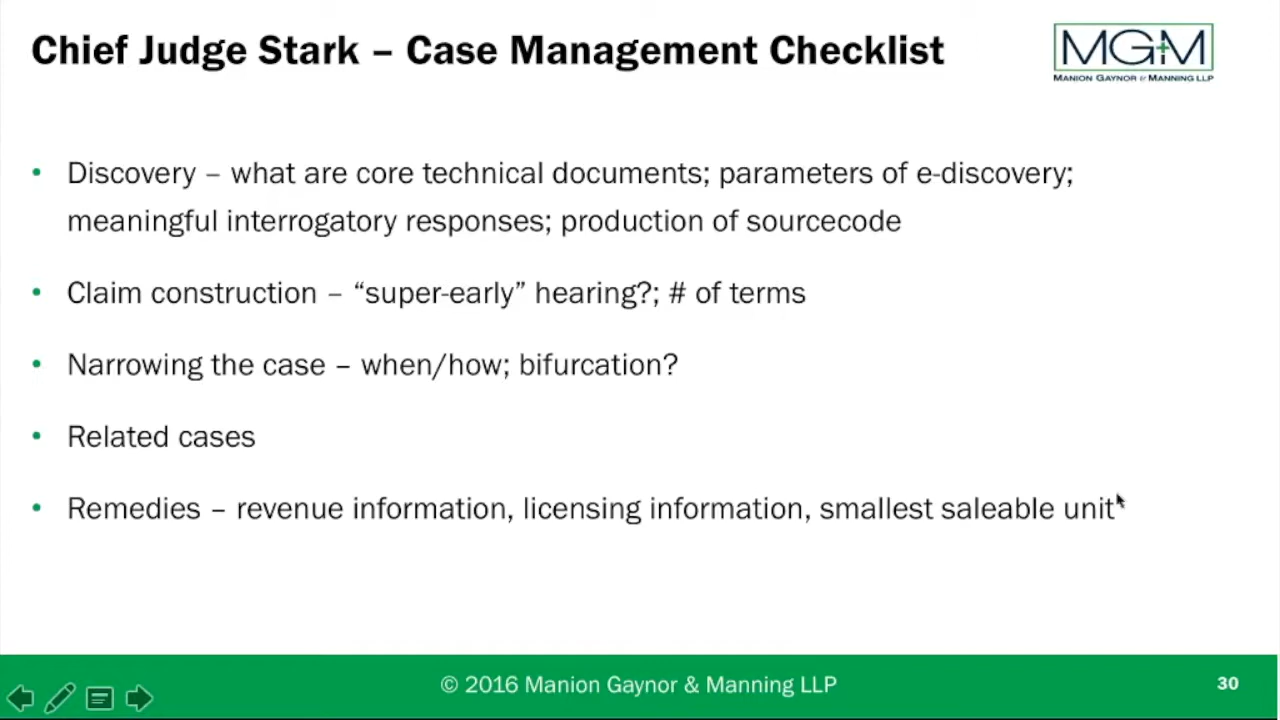 Chief Judge Stark – Case Management Checklist
MG+M
MANION GAYNOR & MANNING LLP
• Discovery – what are core technical documents; parameters of e-discovery;
meaningful interrogatory responses; production of sourcecode
• Claim construction – “super-early” hearing?; # of terms
• Narrowing the case – when/how; bifurcation?
• Related cases
• Remedies – revenue information, licensing information, smallest saleable unit
© 2016 Manion Gaynor & Manning LLP
30